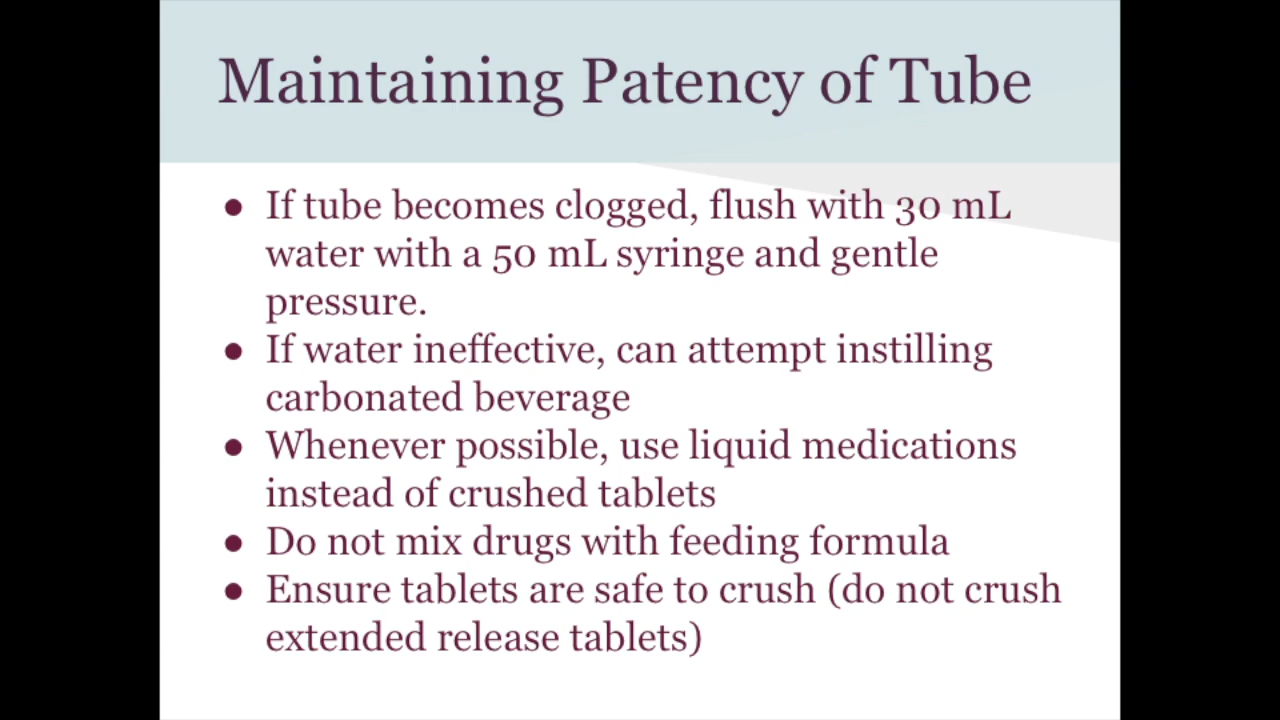 Maintaining Patency of Tube
● If tube becomes clogged, flush with 30 mL
water with a 50 mL syringe and gentle
pressure.
● If water ineffective, can attempt instilling
carbonated beverage
● Whenever possible, use liquid medications
instead of crushed tablets
● Do not mix drugs with feeding formula
● Ensure tablets are safe to crush (do not crush
extended release tablets)